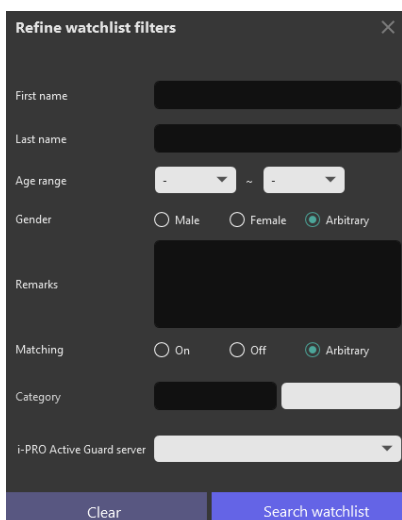 Refine watchlist filters
First name
Last name
Age range - ~ -
Gender Male Female Arbitrary
Remarks
Matching On Off Arbitrary
Category
i-PRO Active Guard server
Clear Search watchlist